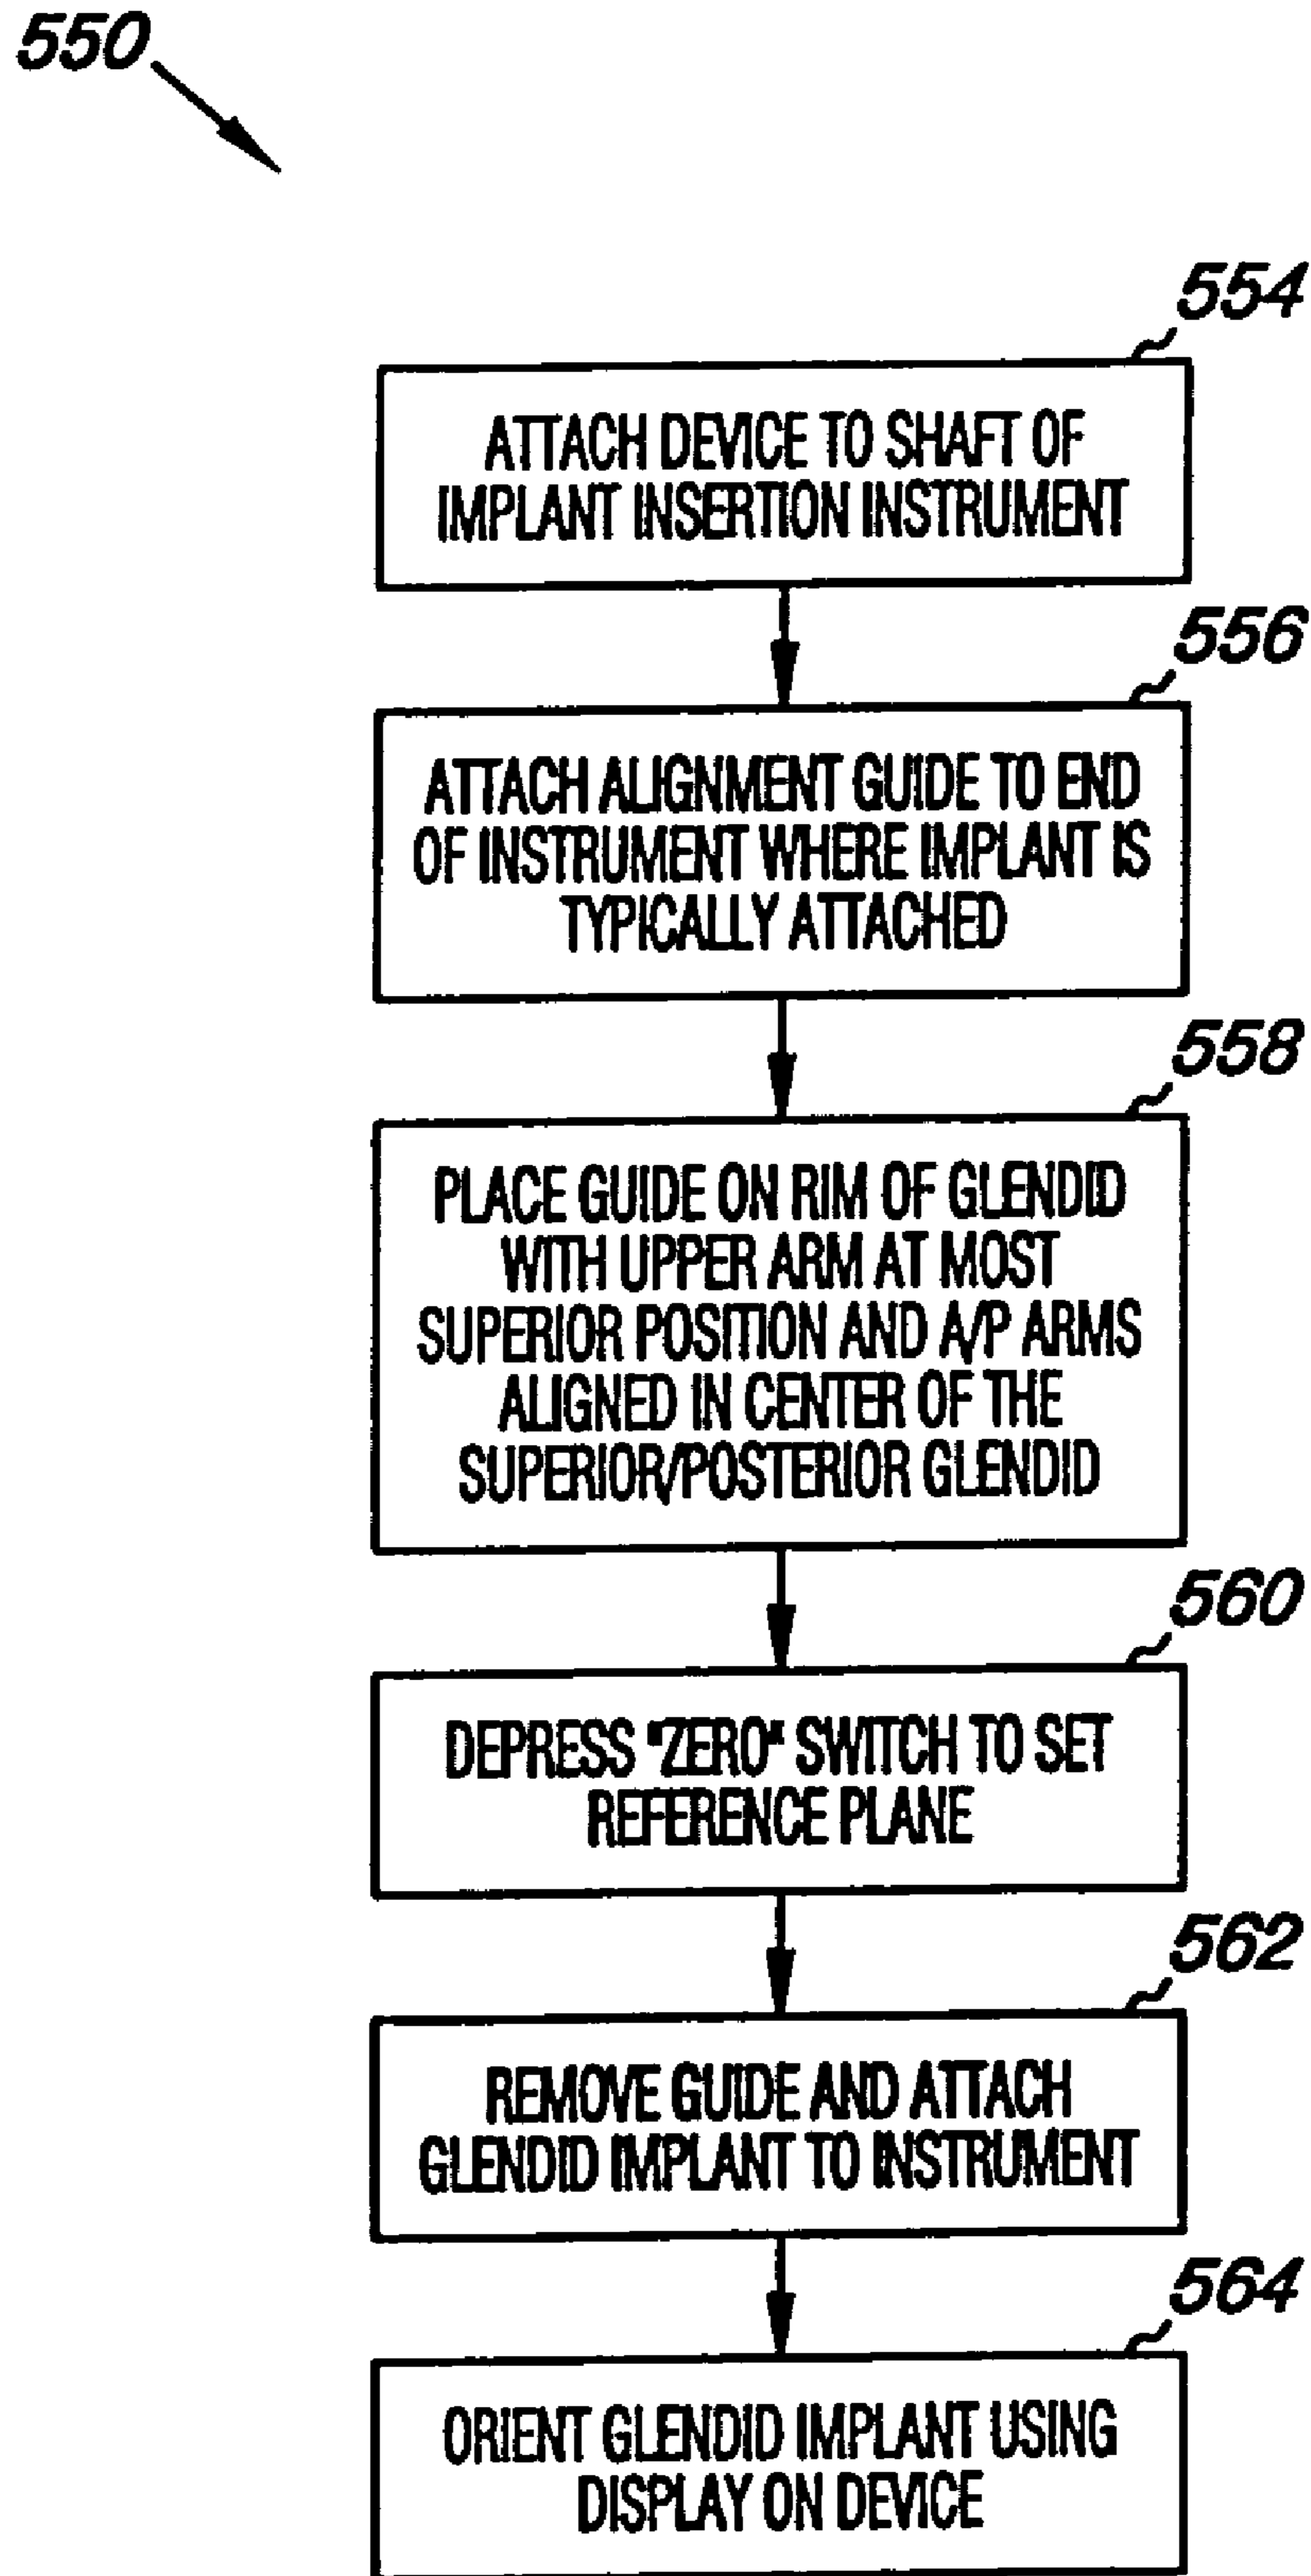 550
554
ATTACH DEVICE TO SHAFT OF
IMPLANT INSERTION INSTRUMENT
556
ATTACH ALIGNMENT GUIDE TO END
OF INSTRUMENT WHERE IMPLANT IS
TYPICALLY ATTACHED
558
PLACE GUIDE ON RIM OF GLENDID
WITH UPPER ARM AT MOST
SUPERIOR POSITION AND A/P ARMS
ALIGNED IN CENTER OF THE
SUPERIOR/POSTERIOR GLENDID
560
DEPRESS "ZERO" SWITCH TO SET
REFERENCE PLANE
562
REMOVE GUIDE AND ATTACH
GLENDID IMPLANT TO INSTRUMENT
564
ORIENT GLENDID IMPLANT USING
DISPLAY ON DEVICE